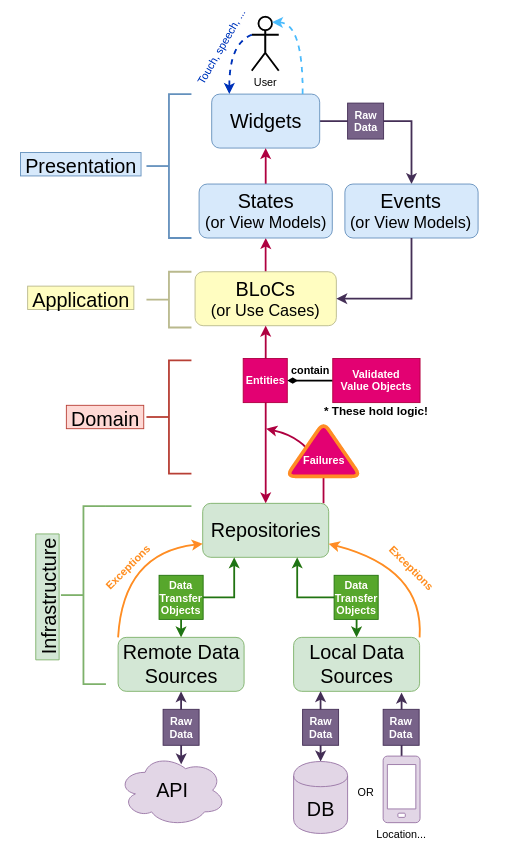 Touch, speech, ...
User
Widgets
Raw
Data
Presentation
States
(or View Models)
Events
(or View Models)
Application
BLoCs
(or Use Cases)
Entities
contain
Validated
Value Objects
* These hold logic!
Domain
Failures
Repositories
Infrastructure
Exceptions
Exceptions
Data
Transfer
Objects
Data
Transfer
Objects
Remote Data
Sources
Local Data
Sources
Raw
Data
Raw
Data
Raw
Data
API
DB
OR
Location...